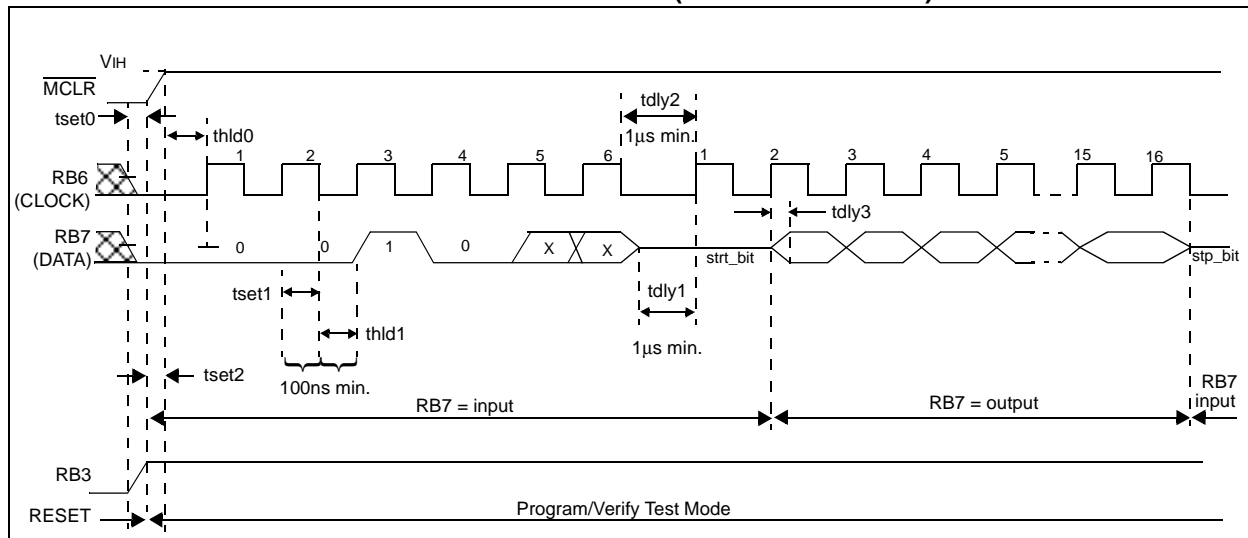 VIH
MCLR
tset0
thld0
tdly2
1µs min.
1 2 3 4 5 6 1 2 3 4 5 15 16
RB6
(CLOCK)
tdly3
RB7
(DATA)
0 0 1 0 X X strt_bit stp_bit
tset1
tdly1
thld1
1µs min.
tset2
100ns min.
RB7 = input
RB7 = output
RB7
input
RB3
RESET
Program/Verify Test Mode